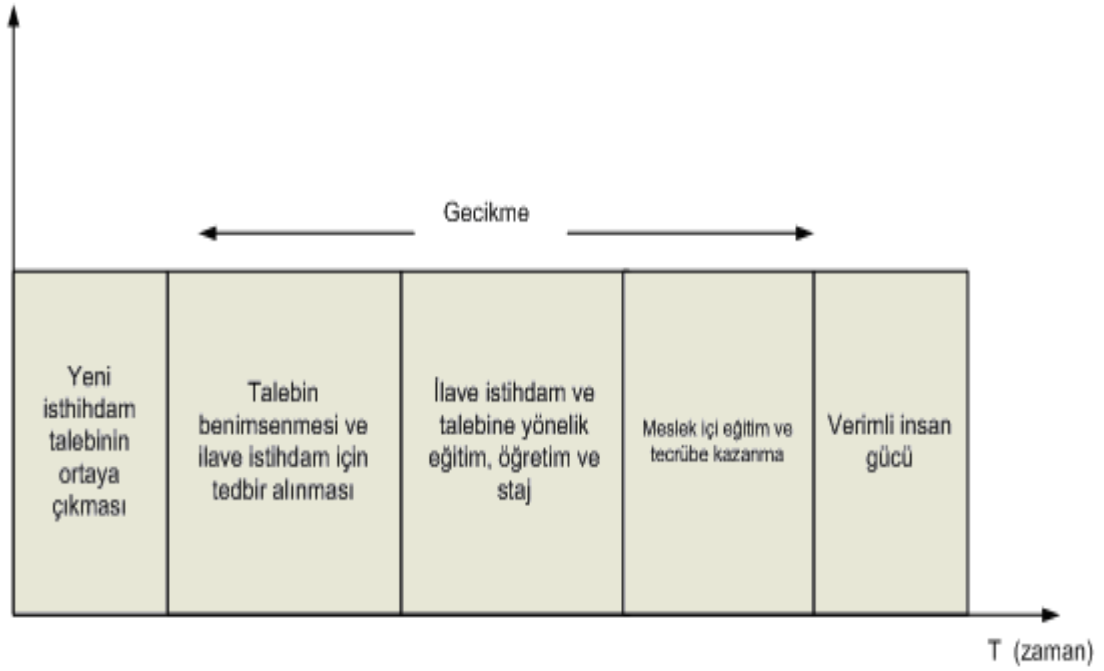 Gecikme
Yeni
isthihdam
talebinin
ortaya
çıkması
Talebin
benimsenmesi ve
ilave istihdam için
tedbir alınması
İlave istihdam ve
talebine yönelik
eğitim, öğretim ve
staj
Meslek içi eğitim ve
tecrübe kazanma
Verimli insan
gücü
T (zaman)